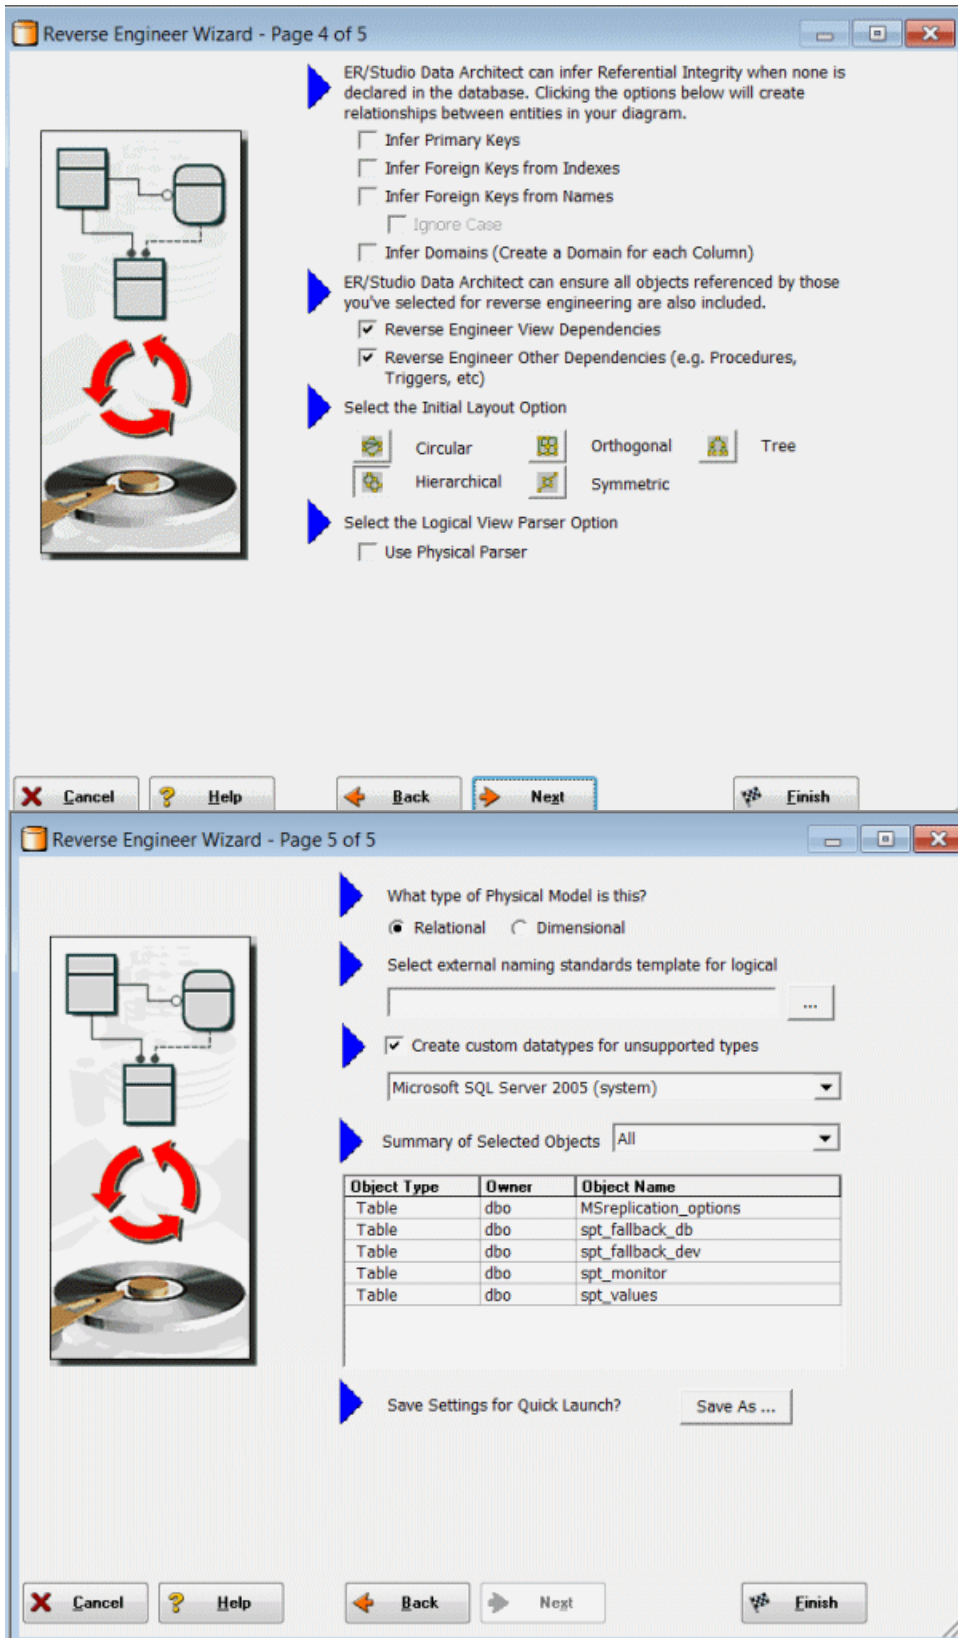 Reverse Engineer Wizard - Page 4 of 5
ER/Studio Data Architect can infer Referential Integrity when none is
declared in the database. Clicking the options below will create
relationships between entities in your diagram.
Infer Primary Keys
Infer Foreign Keys from Indexes
Infer Foreign Keys from Names
Ignore Case
Infer Domains (Create a Domain for each Column)
ER/Studio Data Architect can ensure all objects referenced by those
you've selected for reverse engineering are also included.
Reverse Engineer View Dependencies
Reverse Engineer Other Dependencies (e.g. Procedures,
Triggers, etc)
Select the Initial Layout Option
Circular Orthogonal Tree
Hierarchical Symmetric
Select the Logical View Parser Option
Use Physical Parser
Cancel Help Back Next Finish
Reverse Engineer Wizard - Page 5 of 5
What type of Physical Model is this?
Relational Dimensional
Select external naming standards template for logical
...
Create custom datatypes for unsupported types
Microsoft SQL Server 2005 (system)
Summary of Selected Objects All
Object Type Owner Object Name
Table dbo MSreplication_options
Table dbo spt_fallback_db
Table dbo spt_fallback_dev
Table dbo spt_monitor
Table dbo spt_values
Save Settings for Quick Launch? Save As ...
Cancel Help Back Next Finish